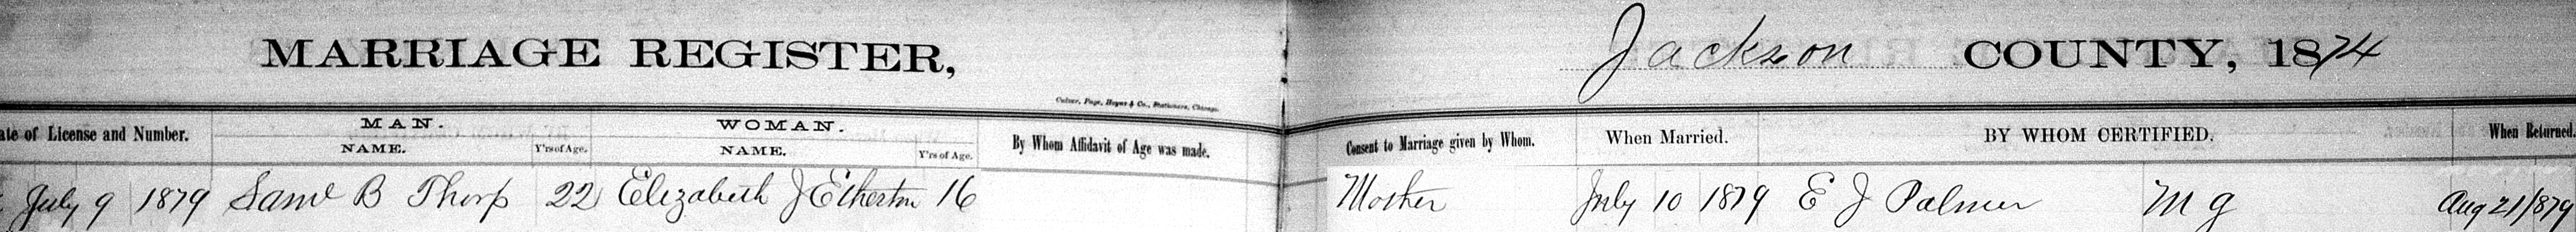 MARRIAGE REGISTER, Jackson COUNTY, 1874
Culver, Page, Hoyne & Co., Stationers, Chicago.
ate of License and Number. MAN. NAME. Y'rs of Age. WOMAN. NAME. Y'rs of Age. By Whom Affidavit of Age was made. Consent to Marriage given by Whom. When Married. BY WHOM CERTIFIED. When Returned.
July 9 1879 Saml B Thorp 22 Elizabeth J Etherton 16 Mother July 10 1879 E J Palmer M G Aug 21/1879